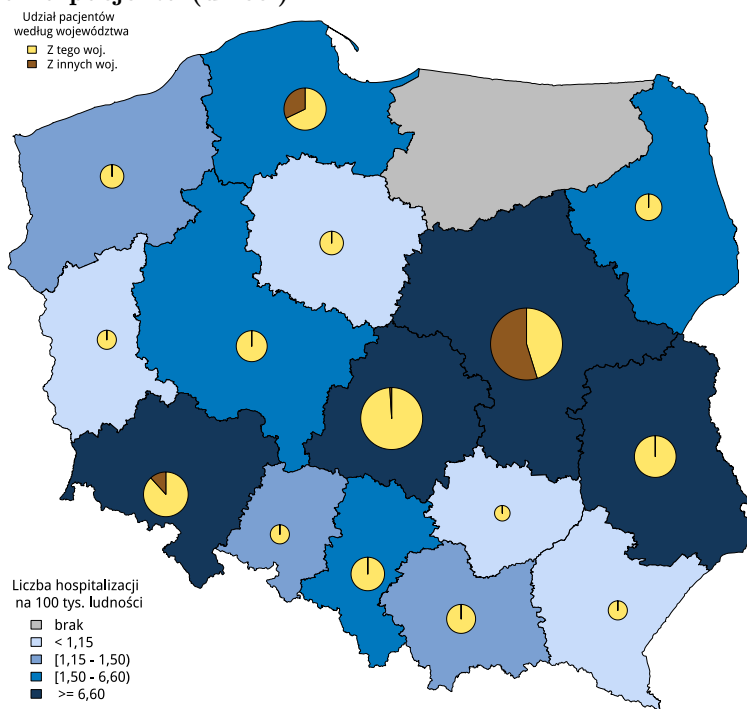 Udział pacjentów
według województwa
Z tego woj.
Z innych woj.
Liczba hospitalizacji
na 100 tys. ludności
brak
< 1,15
[1,15 - 1,50)
[1,50 - 6,60)
>= 6,60